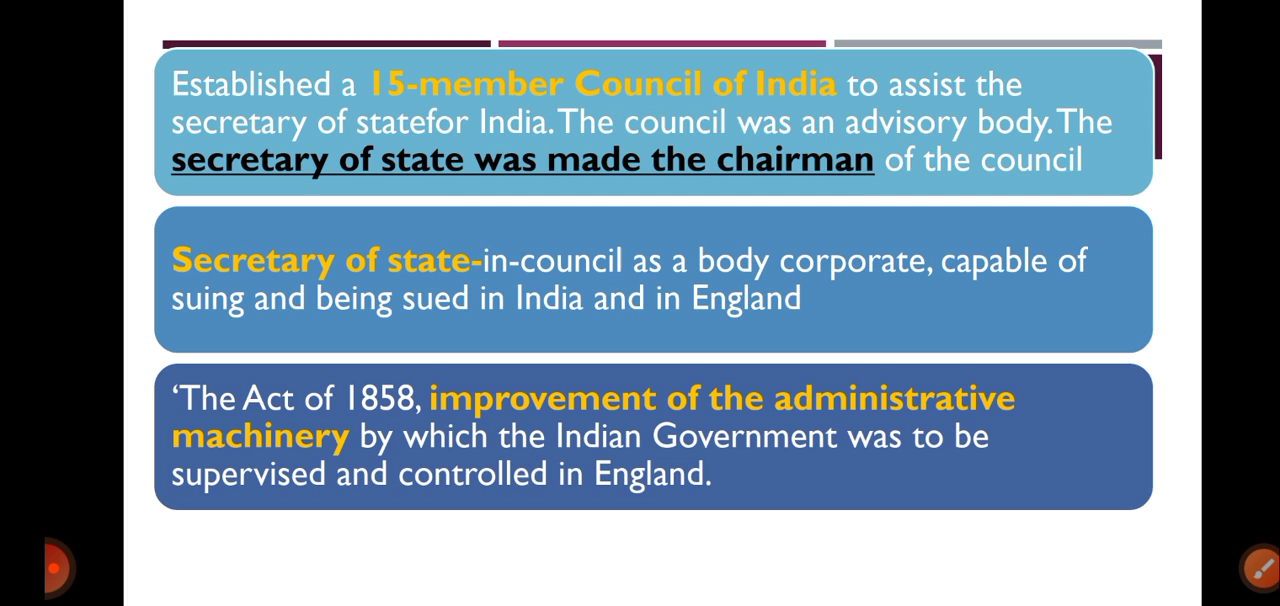 Established a 15-member Council of India to assist the
secretary of statefor India. The council was an advisory body. The
secretary of state was made the chairman of the council
Secretary of state-in-council as a body corporate, capable of
suing and being sued in India and in England
‘The Act of 1858, improvement of the administrative
machinery by which the Indian Government was to be
supervised and controlled in England.